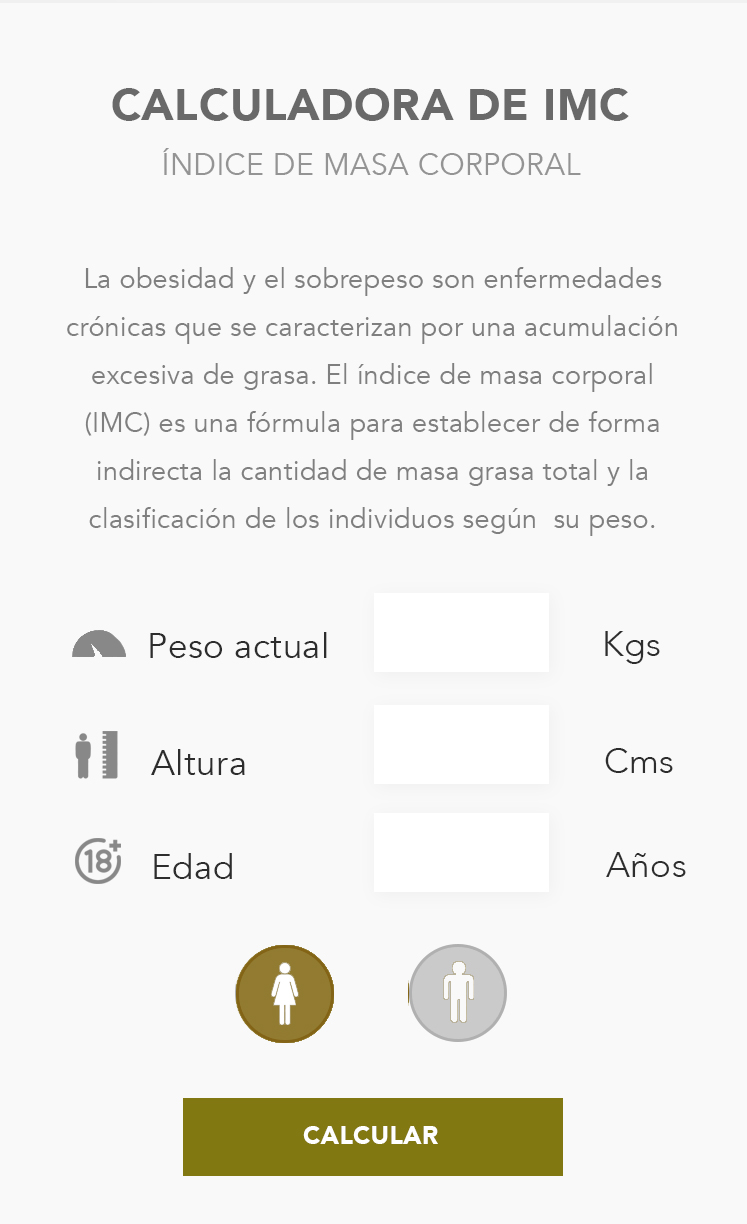 CALCULADORA DE IMC
ÍNDICE DE MASA CORPORAL
La obesidad y el sobrepeso son enfermedades
crónicas que se caracterizan por una acumulación
excesiva de grasa. El índice de masa corporal
(IMC) es una fórmula para establecer de forma
indirecta la cantidad de masa grasa total y la
clasificación de los individuos según  su peso.
Peso actual Kgs
Altura Cms
18+ Edad Años
CALCULAR